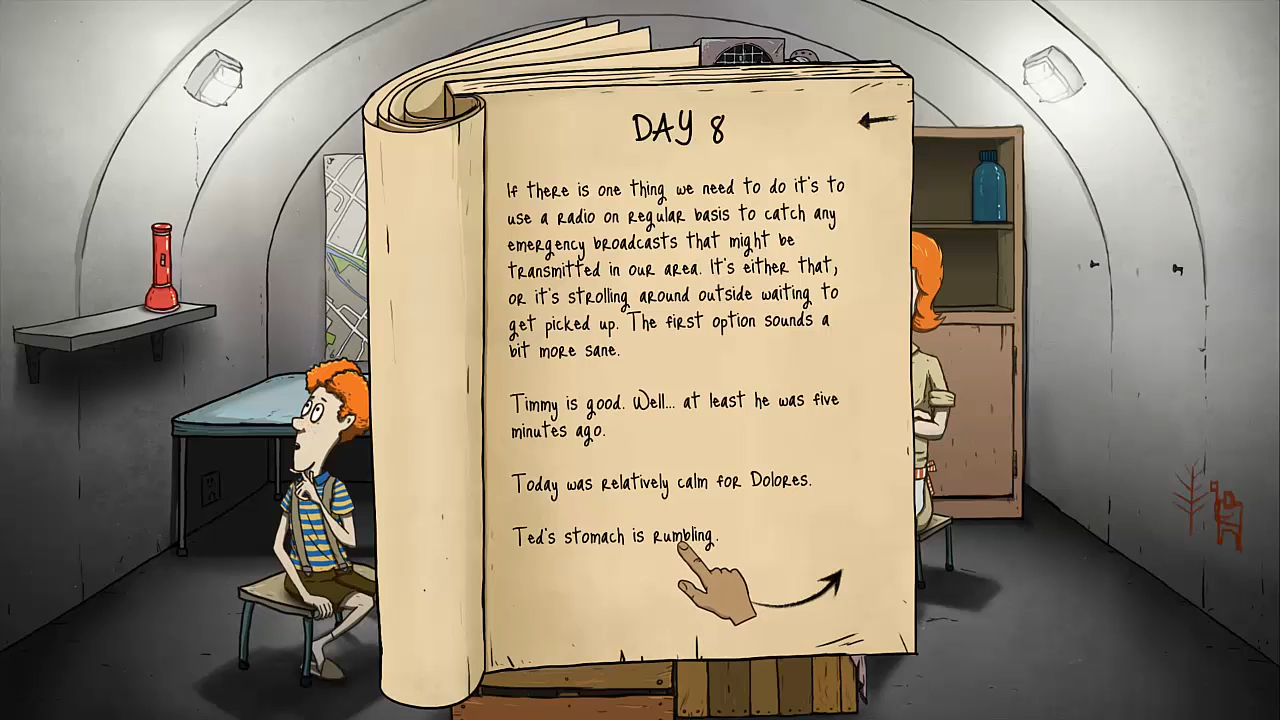 DAY 8
If there is one thing we need to do it's to
use a radio on regular basis to catch any
emergency broadcasts that might be
transmitted in our area. It's either that,
or it's strolling around outside waiting to
get picked up. The first option sounds a
bit more sane.
Timmy is good. Well... at least he was five
minutes ago.
Today was relatively calm for Dolores.
Ted's stomach is rumbling.